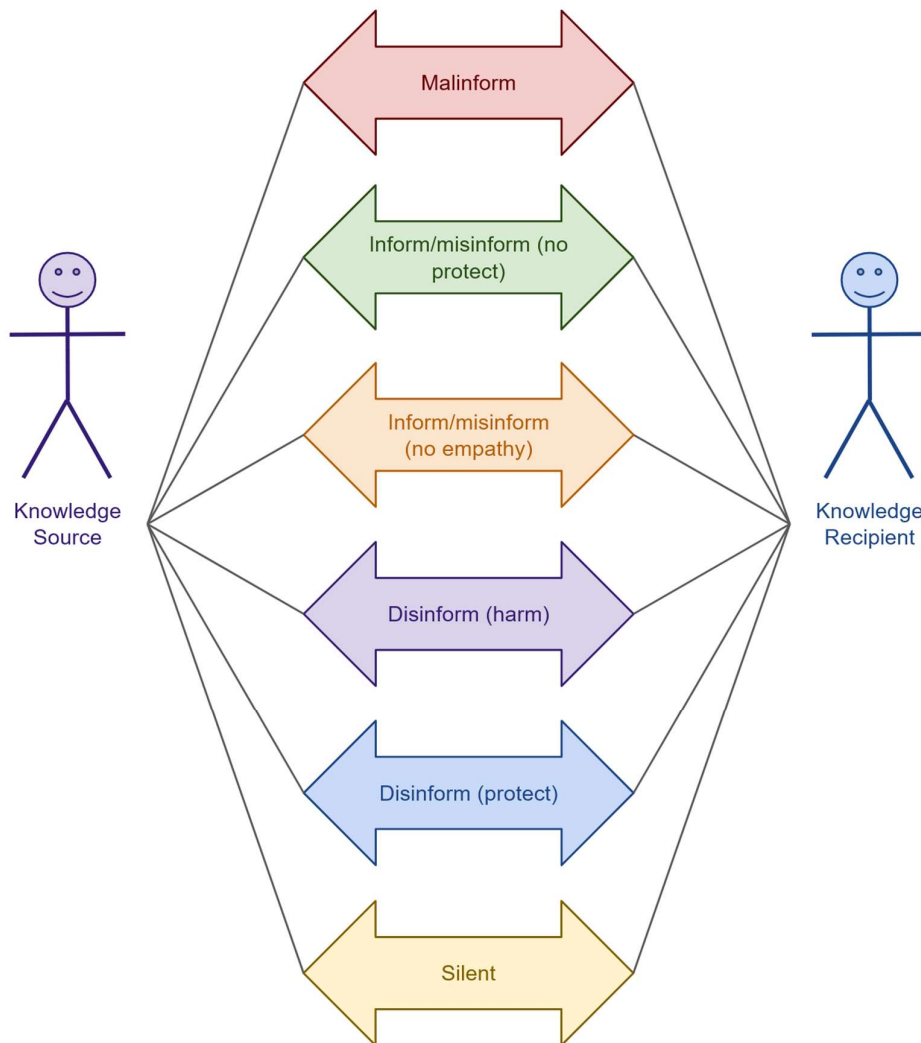 Malinform
Inform/misinform (no
protect)
Inform/misinform
(no empathy)
Knowledge
Source
Knowledge
Recipient
Disinform (harm)
Disinform (protect)
Silent